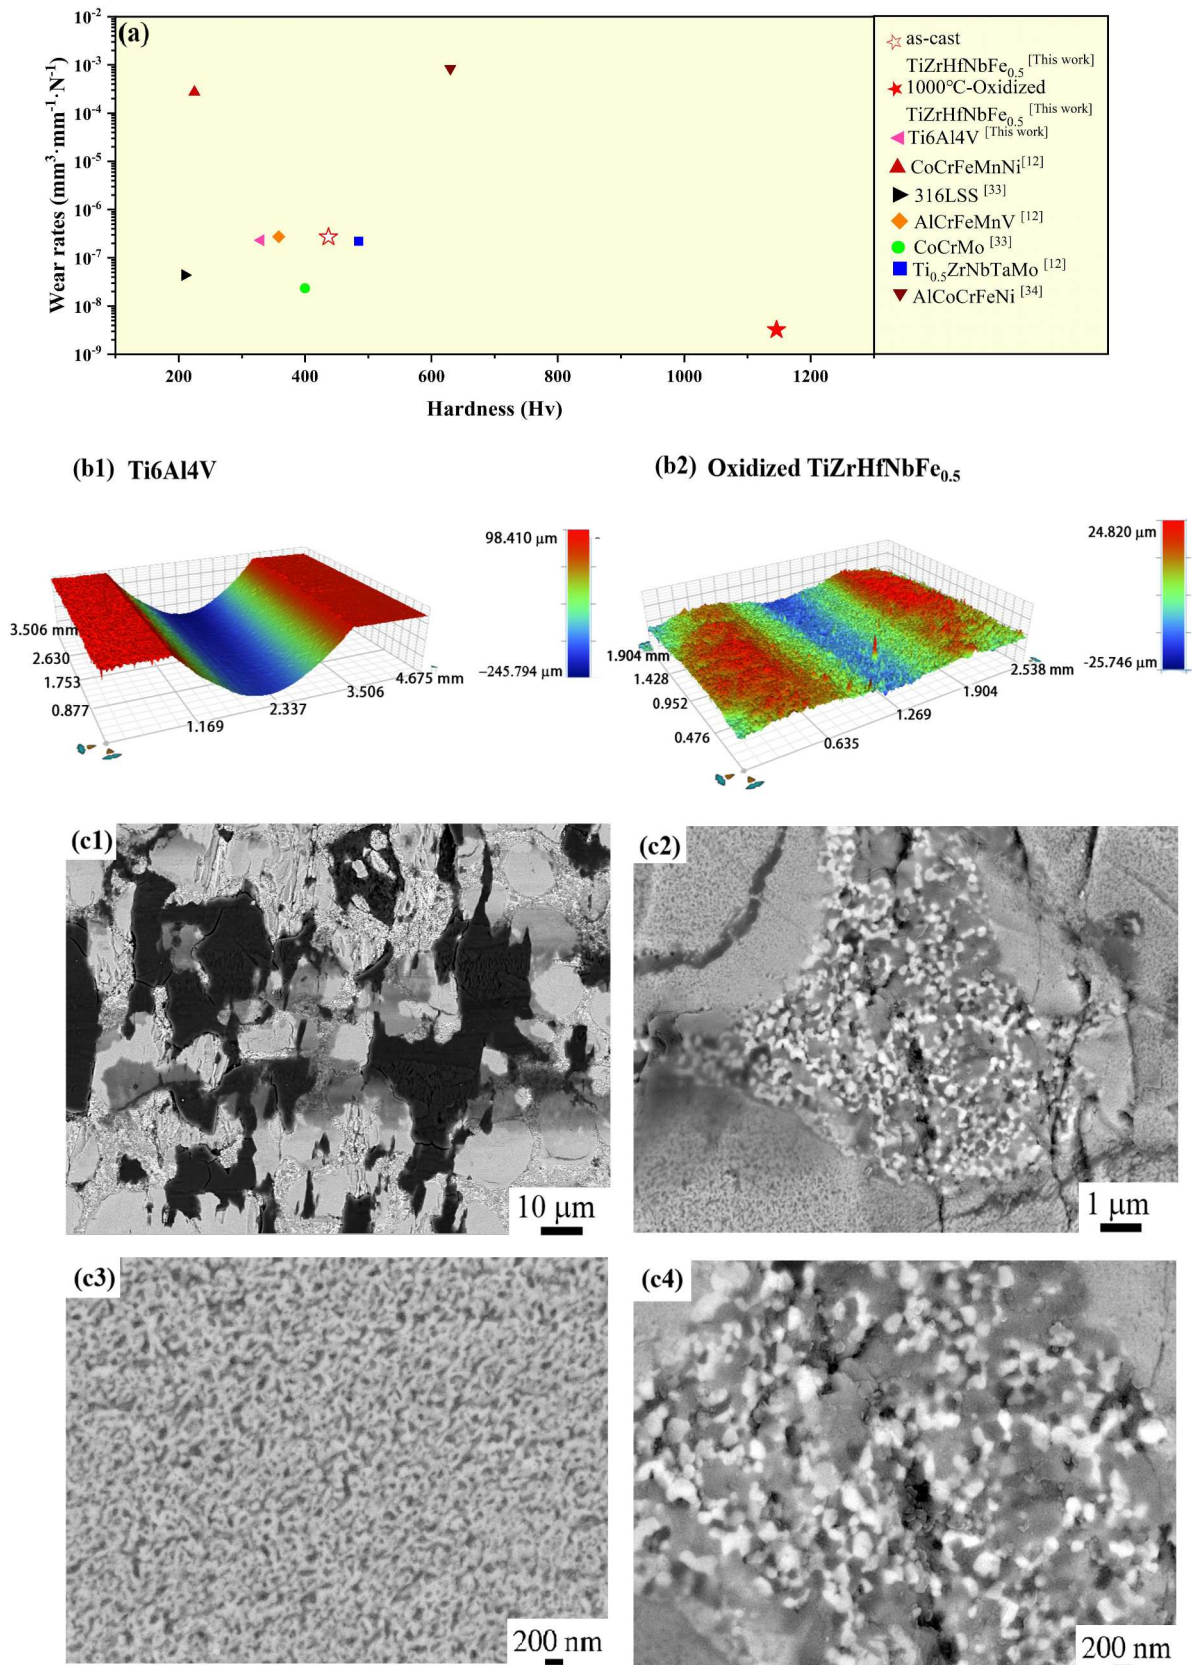 (a)
10⁻²
10⁻³
10⁻⁴
10⁻⁵
10⁻⁶
10⁻⁷
10⁻⁸
10⁻⁹
Wear rates (mm³·mm⁻¹·N⁻¹)
200 400 600 800 1000 1200
Hardness (Hv)
as-cast
TiZrHfNbFe₀.₅ [This work]
1000°C-Oxidized
TiZrHfNbFe₀.₅ [This work]
Ti6Al4V [This work]
CoCrFeMnNi [12]
316LSS [33]
AlCrFeMnV [12]
CoCrMo [33]
Ti₀.₅ZrNbTaMo [12]
AlCoCrFeNi [34]
(b1) Ti6Al4V
98.410 µm
−245.794 µm
3.506 mm
2.630
1.753
0.877
1.169
2.337
3.506
4.675 mm
(b2) Oxidized TiZrHfNbFe₀.₅
24.820 µm
−25.746 µm
1.904 mm
1.428
0.952
0.476
0.635
1.269
1.904
2.538 mm
(c1)
10 µm
(c2)
1 µm
(c3)
200 nm
(c4)
200 nm